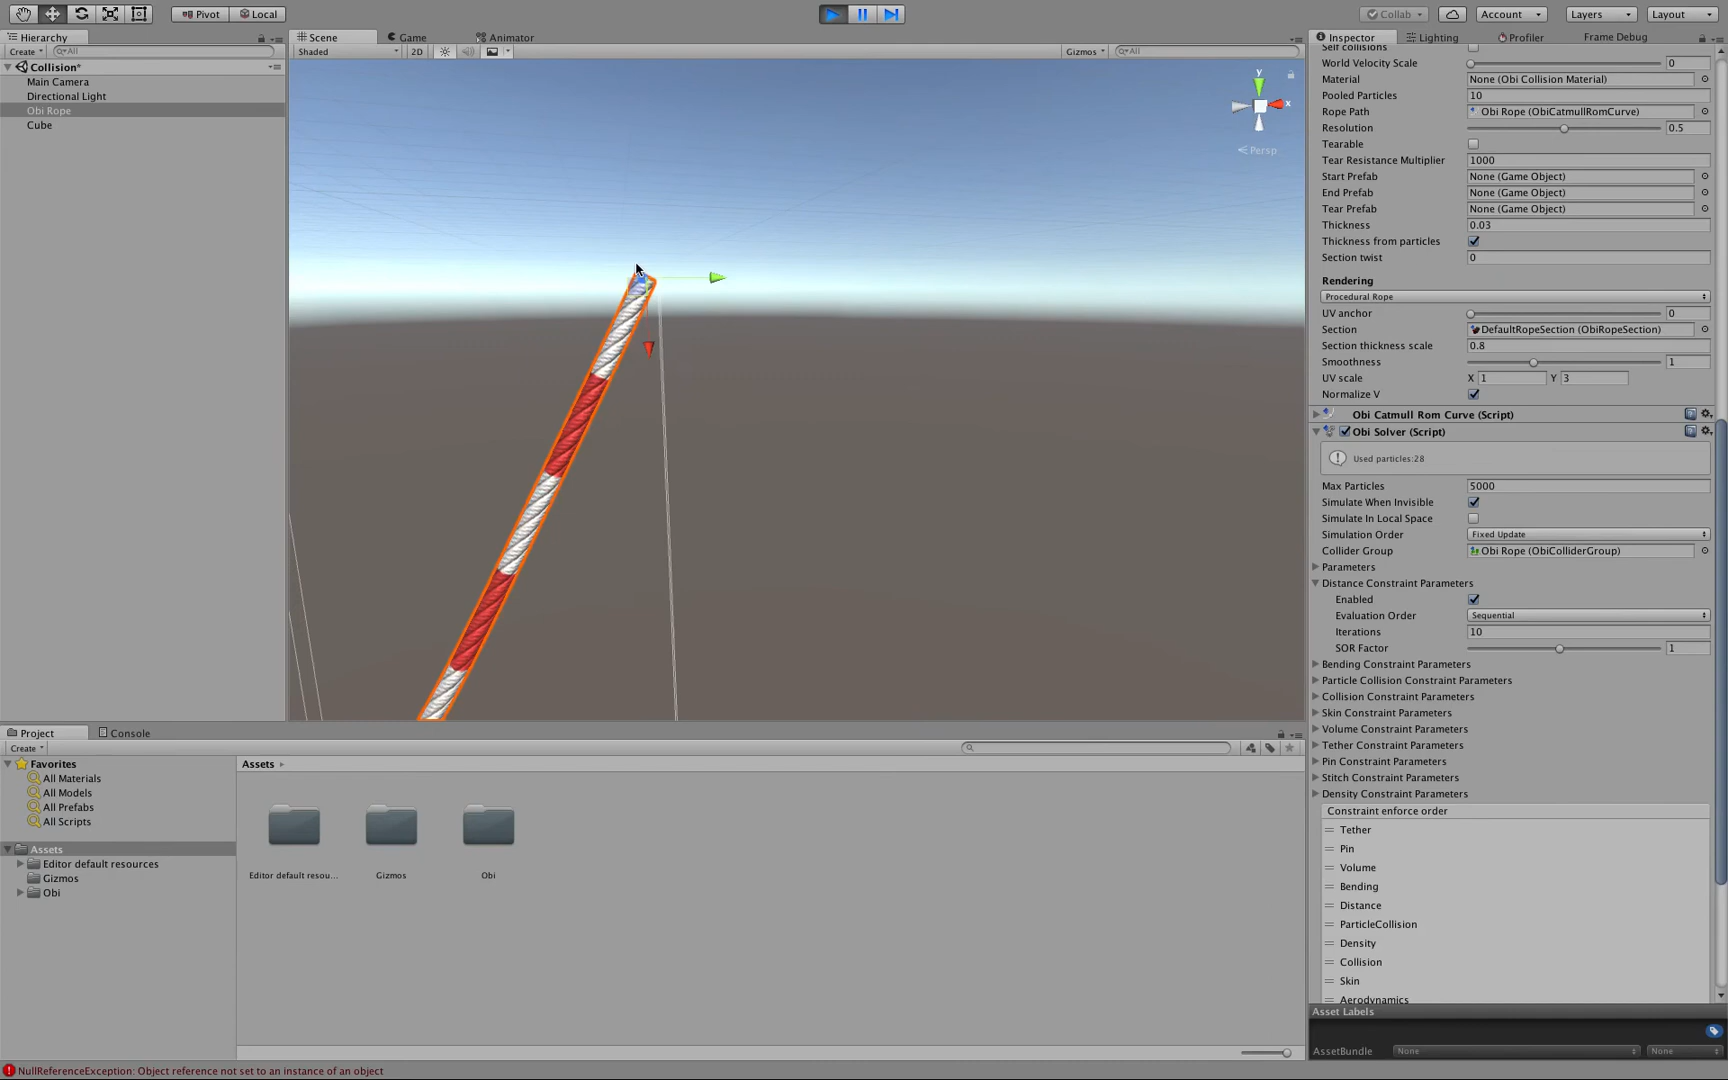 Pivot Local
Collab Account Layers Layout
Hierarchy
Create All
Collision*
Main Camera
Directional Light
Obi Rope
Cube
Scene Game Animator
Shaded 2D Gizmos All
y
x
Persp
Inspector Lighting Profiler Frame Debug
Self collisions
World Velocity Scale 0
Material None (Obi Collision Material)
Pooled Particles 10
Rope Path Obi Rope (ObiCatmullRomCurve)
Resolution 0.5
Tearable
Tear Resistance Multiplier 1000
Start Prefab None (Game Object)
End Prefab None (Game Object)
Tear Prefab None (Game Object)
Thickness 0.03
Thickness from particles
Section twist 0
Rendering
Procedural Rope
UV anchor 0
Section DefaultRopeSection (ObiRopeSection)
Section thickness scale 0.8
Smoothness 1
UV scale X 1 Y 3
Normalize V
Obi Catmull Rom Curve (Script)
Obi Solver (Script)
Used particles:28
Max Particles 5000
Simulate When Invisible
Simulate In Local Space
Simulation Order Fixed Update
Collider Group Obi Rope (ObiColliderGroup)
Parameters
Distance Constraint Parameters
Enabled
Evaluation Order Sequential
Iterations 10
SOR Factor 1
Bending Constraint Parameters
Particle Collision Constraint Parameters
Collision Constraint Parameters
Skin Constraint Parameters
Volume Constraint Parameters
Tether Constraint Parameters
Pin Constraint Parameters
Stitch Constraint Parameters
Density Constraint Parameters
Constraint enforce order
Tether
Pin
Volume
Bending
Distance
ParticleCollision
Density
Collision
Skin
Aerodynamics
Asset Labels
AssetBundle None None
Project Console
Create
Favorites
All Materials
All Models
All Prefabs
All Scripts
Assets
Editor default resources
Gizmos
Obi
Assets
Editor default resou...
Gizmos
Obi
NullReferenceException: Object reference not set to an instance of an object